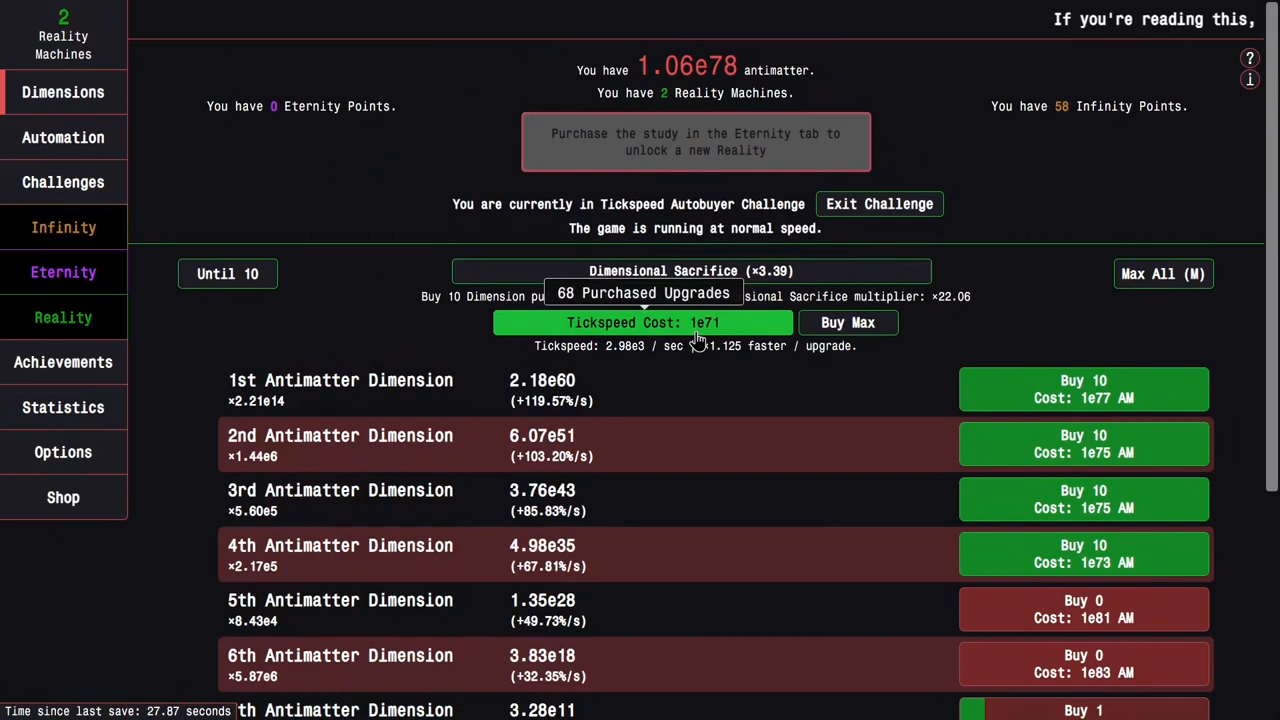 2
Reality
Machines
Dimensions
Automation
Challenges
Infinity
Eternity
Reality
Achievements
Statistics
Options
Shop
If you're reading this,
?
i
You have 1.06e78 antimatter.
You have 2 Reality Machines.
You have 0 Eternity Points.
You have 58 Infinity Points.
Purchase the study in the Eternity tab to
unlock a new Reality
You are currently in Tickspeed Autobuyer Challenge
Exit Challenge
The game is running at normal speed.
Until 10
Dimensional Sacrifice (×3.39)
Max All (M)
68 Purchased Upgrades
Buy 10 Dimension pu
sional Sacrifice multiplier: ×22.06
Tickspeed Cost: 1e71
Buy Max
Tickspeed: 2.98e3 / sec
1.125 faster / upgrade.
1st Antimatter Dimension 2.18e60
×2.21e14 (+119.57%/s)
Buy 10
Cost: 1e77 AM
2nd Antimatter Dimension 6.07e51
×1.44e6 (+103.20%/s)
Buy 10
Cost: 1e75 AM
3rd Antimatter Dimension 3.76e43
×5.60e5 (+85.83%/s)
Buy 10
Cost: 1e75 AM
4th Antimatter Dimension 4.98e35
×2.17e5 (+67.81%/s)
Buy 10
Cost: 1e73 AM
5th Antimatter Dimension 1.35e28
×8.43e4 (+49.73%/s)
Buy 0
Cost: 1e81 AM
6th Antimatter Dimension 3.83e18
×5.87e6 (+32.35%/s)
Buy 0
Cost: 1e83 AM
th Antimatter Dimension 3.28e11
Buy 1
Time since last save: 27.87 seconds